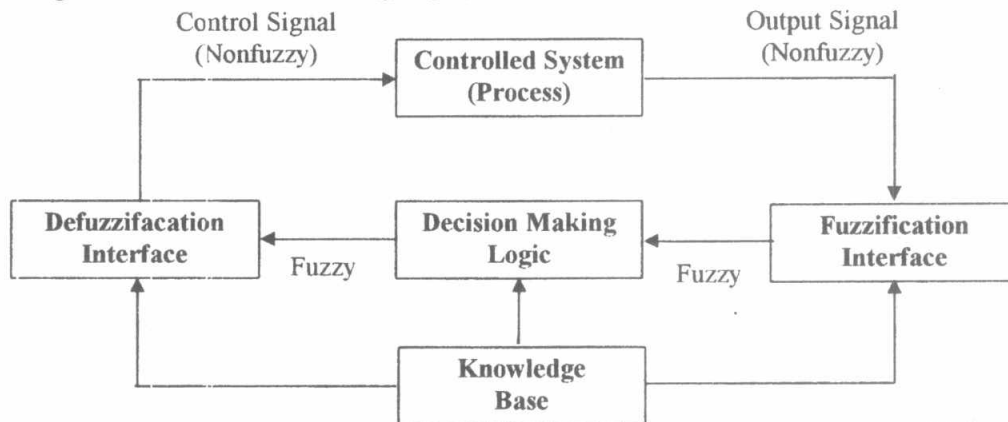 Control Signal
(Nonfuzzy)
Controlled System
(Process)
Output Signal
(Nonfuzzy)
Defuzzifacation
Interface
Fuzzy
Decision Making
Logic
Fuzzy
Fuzzification
Interface
Knowledge
Base